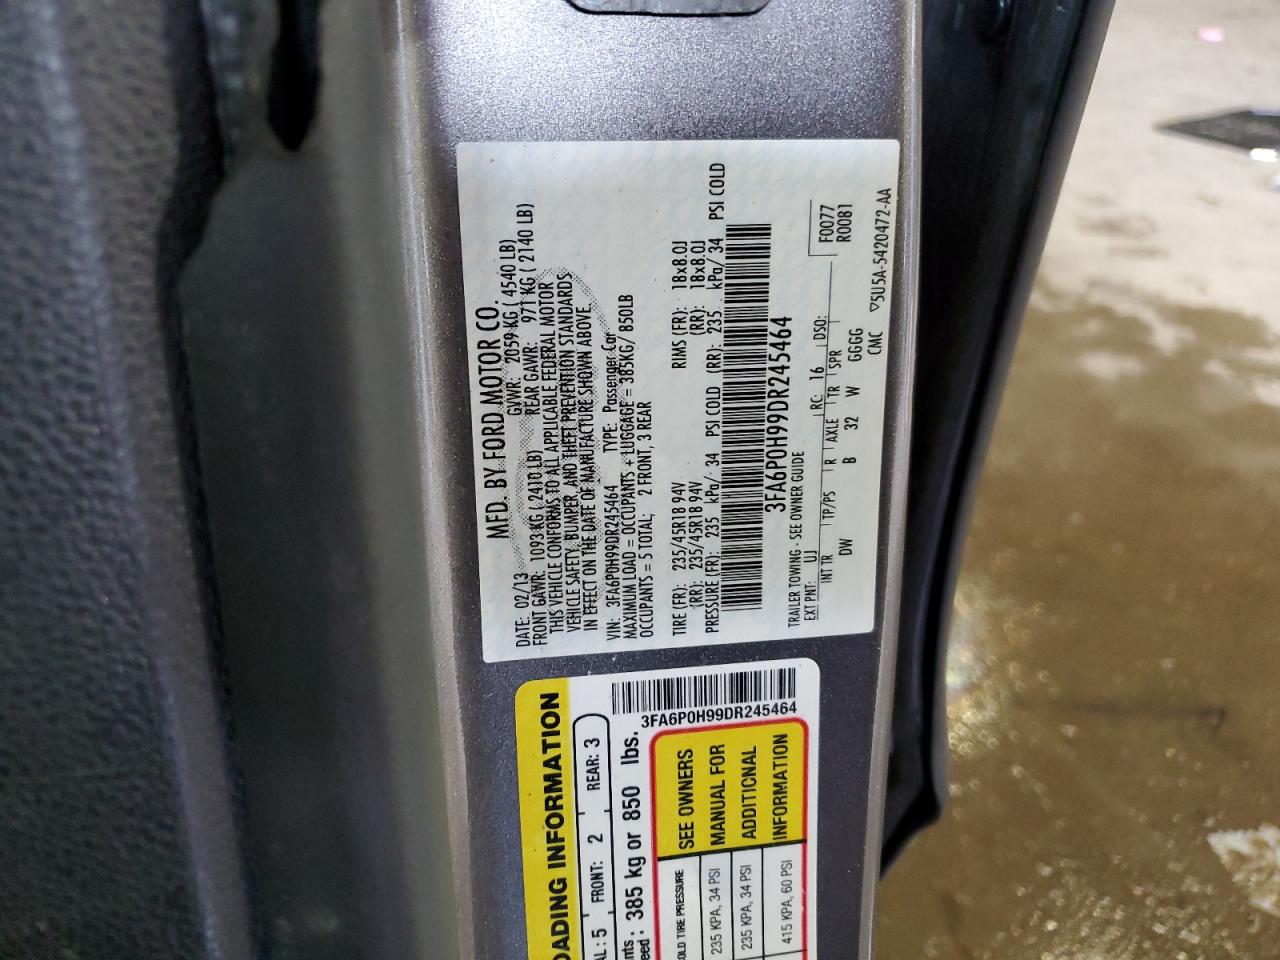 MFD. BY FORD MOTOR CO.
DATE: 02/13 GVWR: 2059 KG ( 4540 LB)
FRONT GAWR: 1093 KG ( 2410 LB) REAR GAWR: 971 KG ( 2140 LB)
THIS VEHICLE CONFORMS TO ALL APPLICABLE FEDERAL MOTOR
VEHICLE SAFETY, BUMPER, AND THEFT PREVENTION STANDARDS
IN EFFECT ON THE DATE OF MANUFACTURE SHOWN ABOVE.
VIN: 3FA6P0H99DR245464 TYPE: Passenger Car
MAXIMUM LOAD = OCCUPANTS + LUGGAGE = 385KG/ 850LB
OCCUPANTS = 5 TOTAL; 2 FRONT, 3 REAR
TIRE (FR): 235/45R18 94V RIMS (FR): 18x8.0J
(RR): 235/45R18 94V (RR): 18x8.0J
PRESSURE (FR): 235 kPa/ 34 PSI COLD (RR): 235 kPa/ 34 PSI COLD
3FA6P0H99DR245464
TRAILER TOWING - SEE OWNER GUIDE
F0077
R0081
EXT PNT: UJ RC: 16 DSO:
INT TR TP/PS R AXLE TR SPR
DW B 32 W GGGG
CMC ▽5U5A-5420472-AA
OADING INFORMATION
AL: 5 FRONT: 2 REAR: 3
nts : 385 kg or 850 lbs.
eed :
3FA6P0H99DR245464
OLD TIRE PRESSURE
235 KPA, 34 PSI
235 KPA, 34 PSI
415 KPA, 60 PSI
SEE OWNERS
MANUAL FOR
ADDITIONAL
INFORMATION